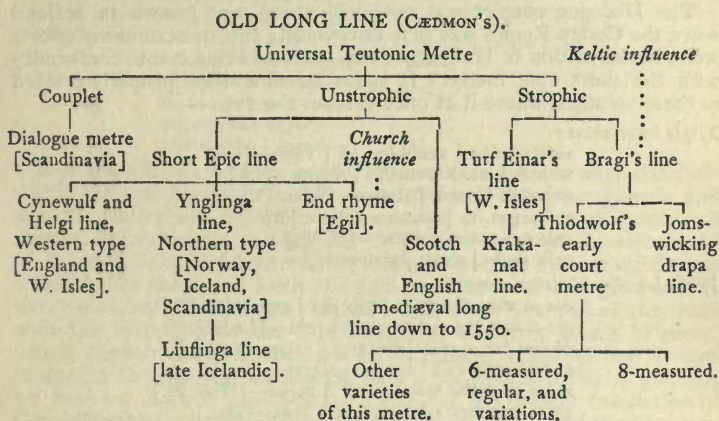 The Dialogue couplet
OLD LONG LINE (CÆDMON'S).
Universal Teutonic Metre
Keltic influence
Couplet
Unstrophic
Strophic
Dialogue metre
[Scandinavia]
Short Epic line
Church
influence
Turf Einar's
line
[W. Isles]
Bragi's line
Cynewulf and
Helgi line,
Western type
[England and
W. Isles].
Ynglinga
line,
Northern type
[Norway,
Iceland,
Scandinavia]
End rhyme
[Egil].
Scotch
and
English
mediæval long
line down to 1550.
Kraka-
mal
line.
Thiodwolf's
early
court
metre
Joms-
wicking
drapa
line.
Liuflinga line
[late Icelandic].
Other
varieties
of this metre.
6-measured,
regular, and
variations.
8-measured.